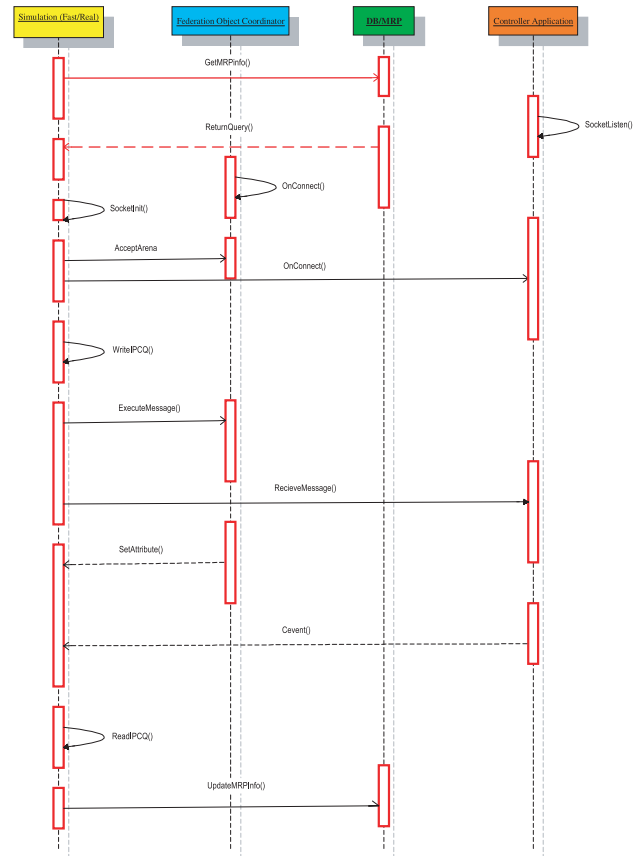 Simulation (Fast/Real)
Federation Object Coordinator
DB/MRP
Controller Application
GetMRPinfo()
SocketListen()
ReturnQuery()
OnConnect()
SocketInit()
AcceptArena
OnConnect()
WriteIPCQ()
ExecuteMessage()
RecieveMessage()
SetAttribute()
Cevent()
ReadIPCQ()
UpdateMRPInfo()